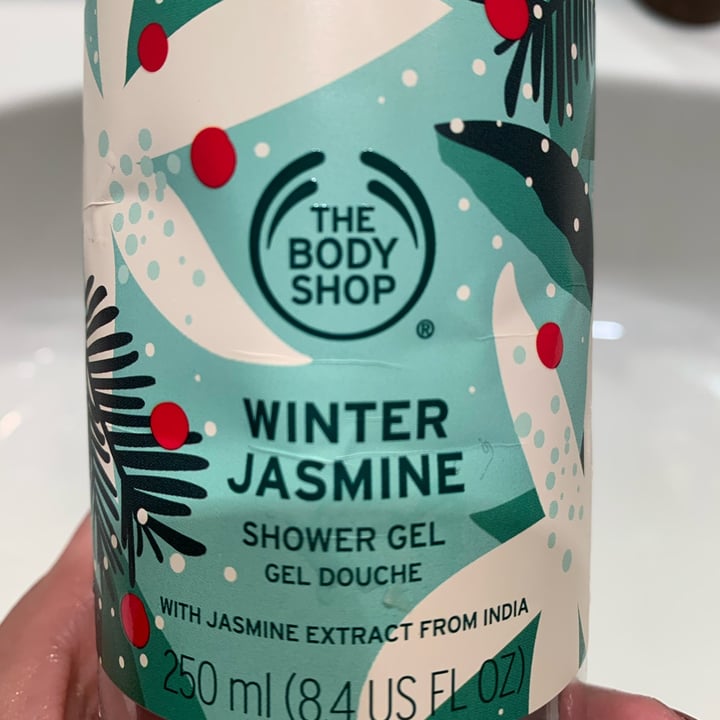 THE
BODY
SHOP
®
WINTER
JASMINE
SHOWER GEL
GEL DOUCHE
WITH JASMINE EXTRACT FROM INDIA
250 ml (8.4 US FL OZ)